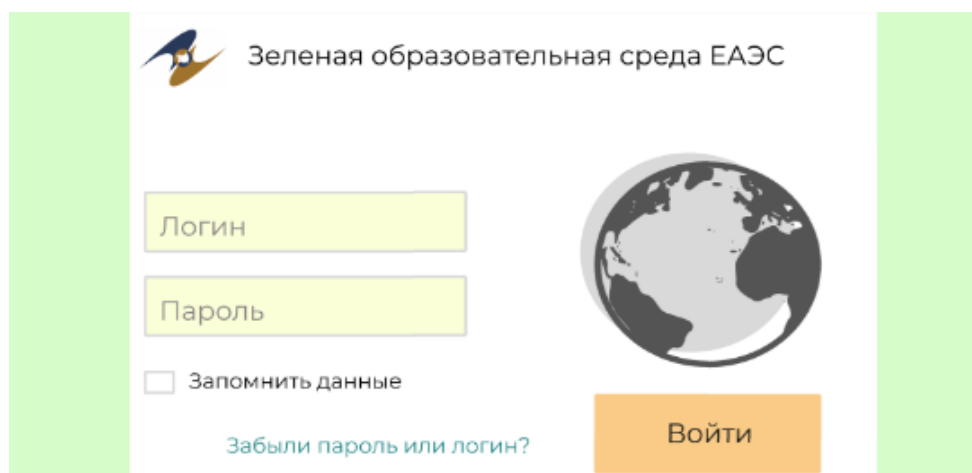 Зеленая образовательная среда ЕАЭС
Логин
Пароль
Запомнить данные
Забыли пароль или логин?
Войти